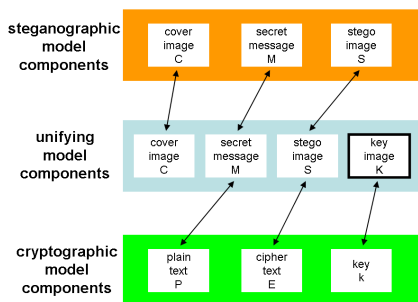 steganographic
model
components
cover
image
C
secret
message
M
stego
image
S
unifying
model
components
cover
image
C
secret
message
M
stego
image
S
key
image
K
cryptographic
model
components
plain
text
P
cipher
text
E
key
k